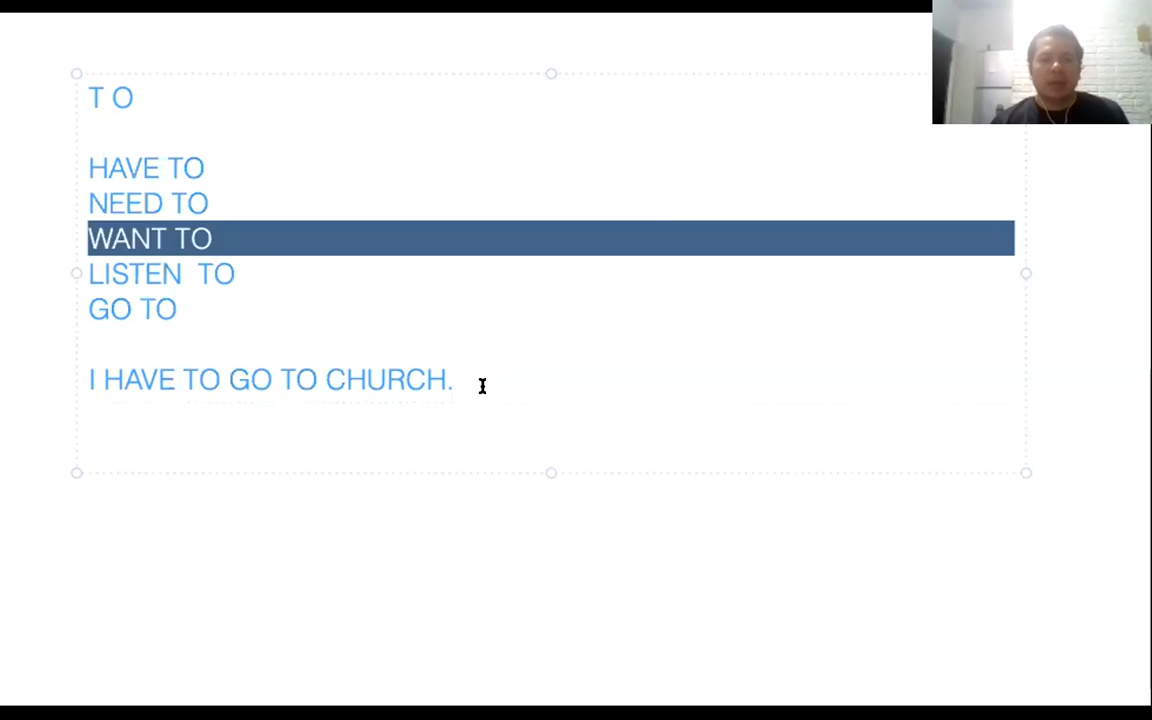 T O
HAVE TO
NEED TO
WANT TO
LISTEN  TO
GO TO
I HAVE TO GO TO CHURCH.